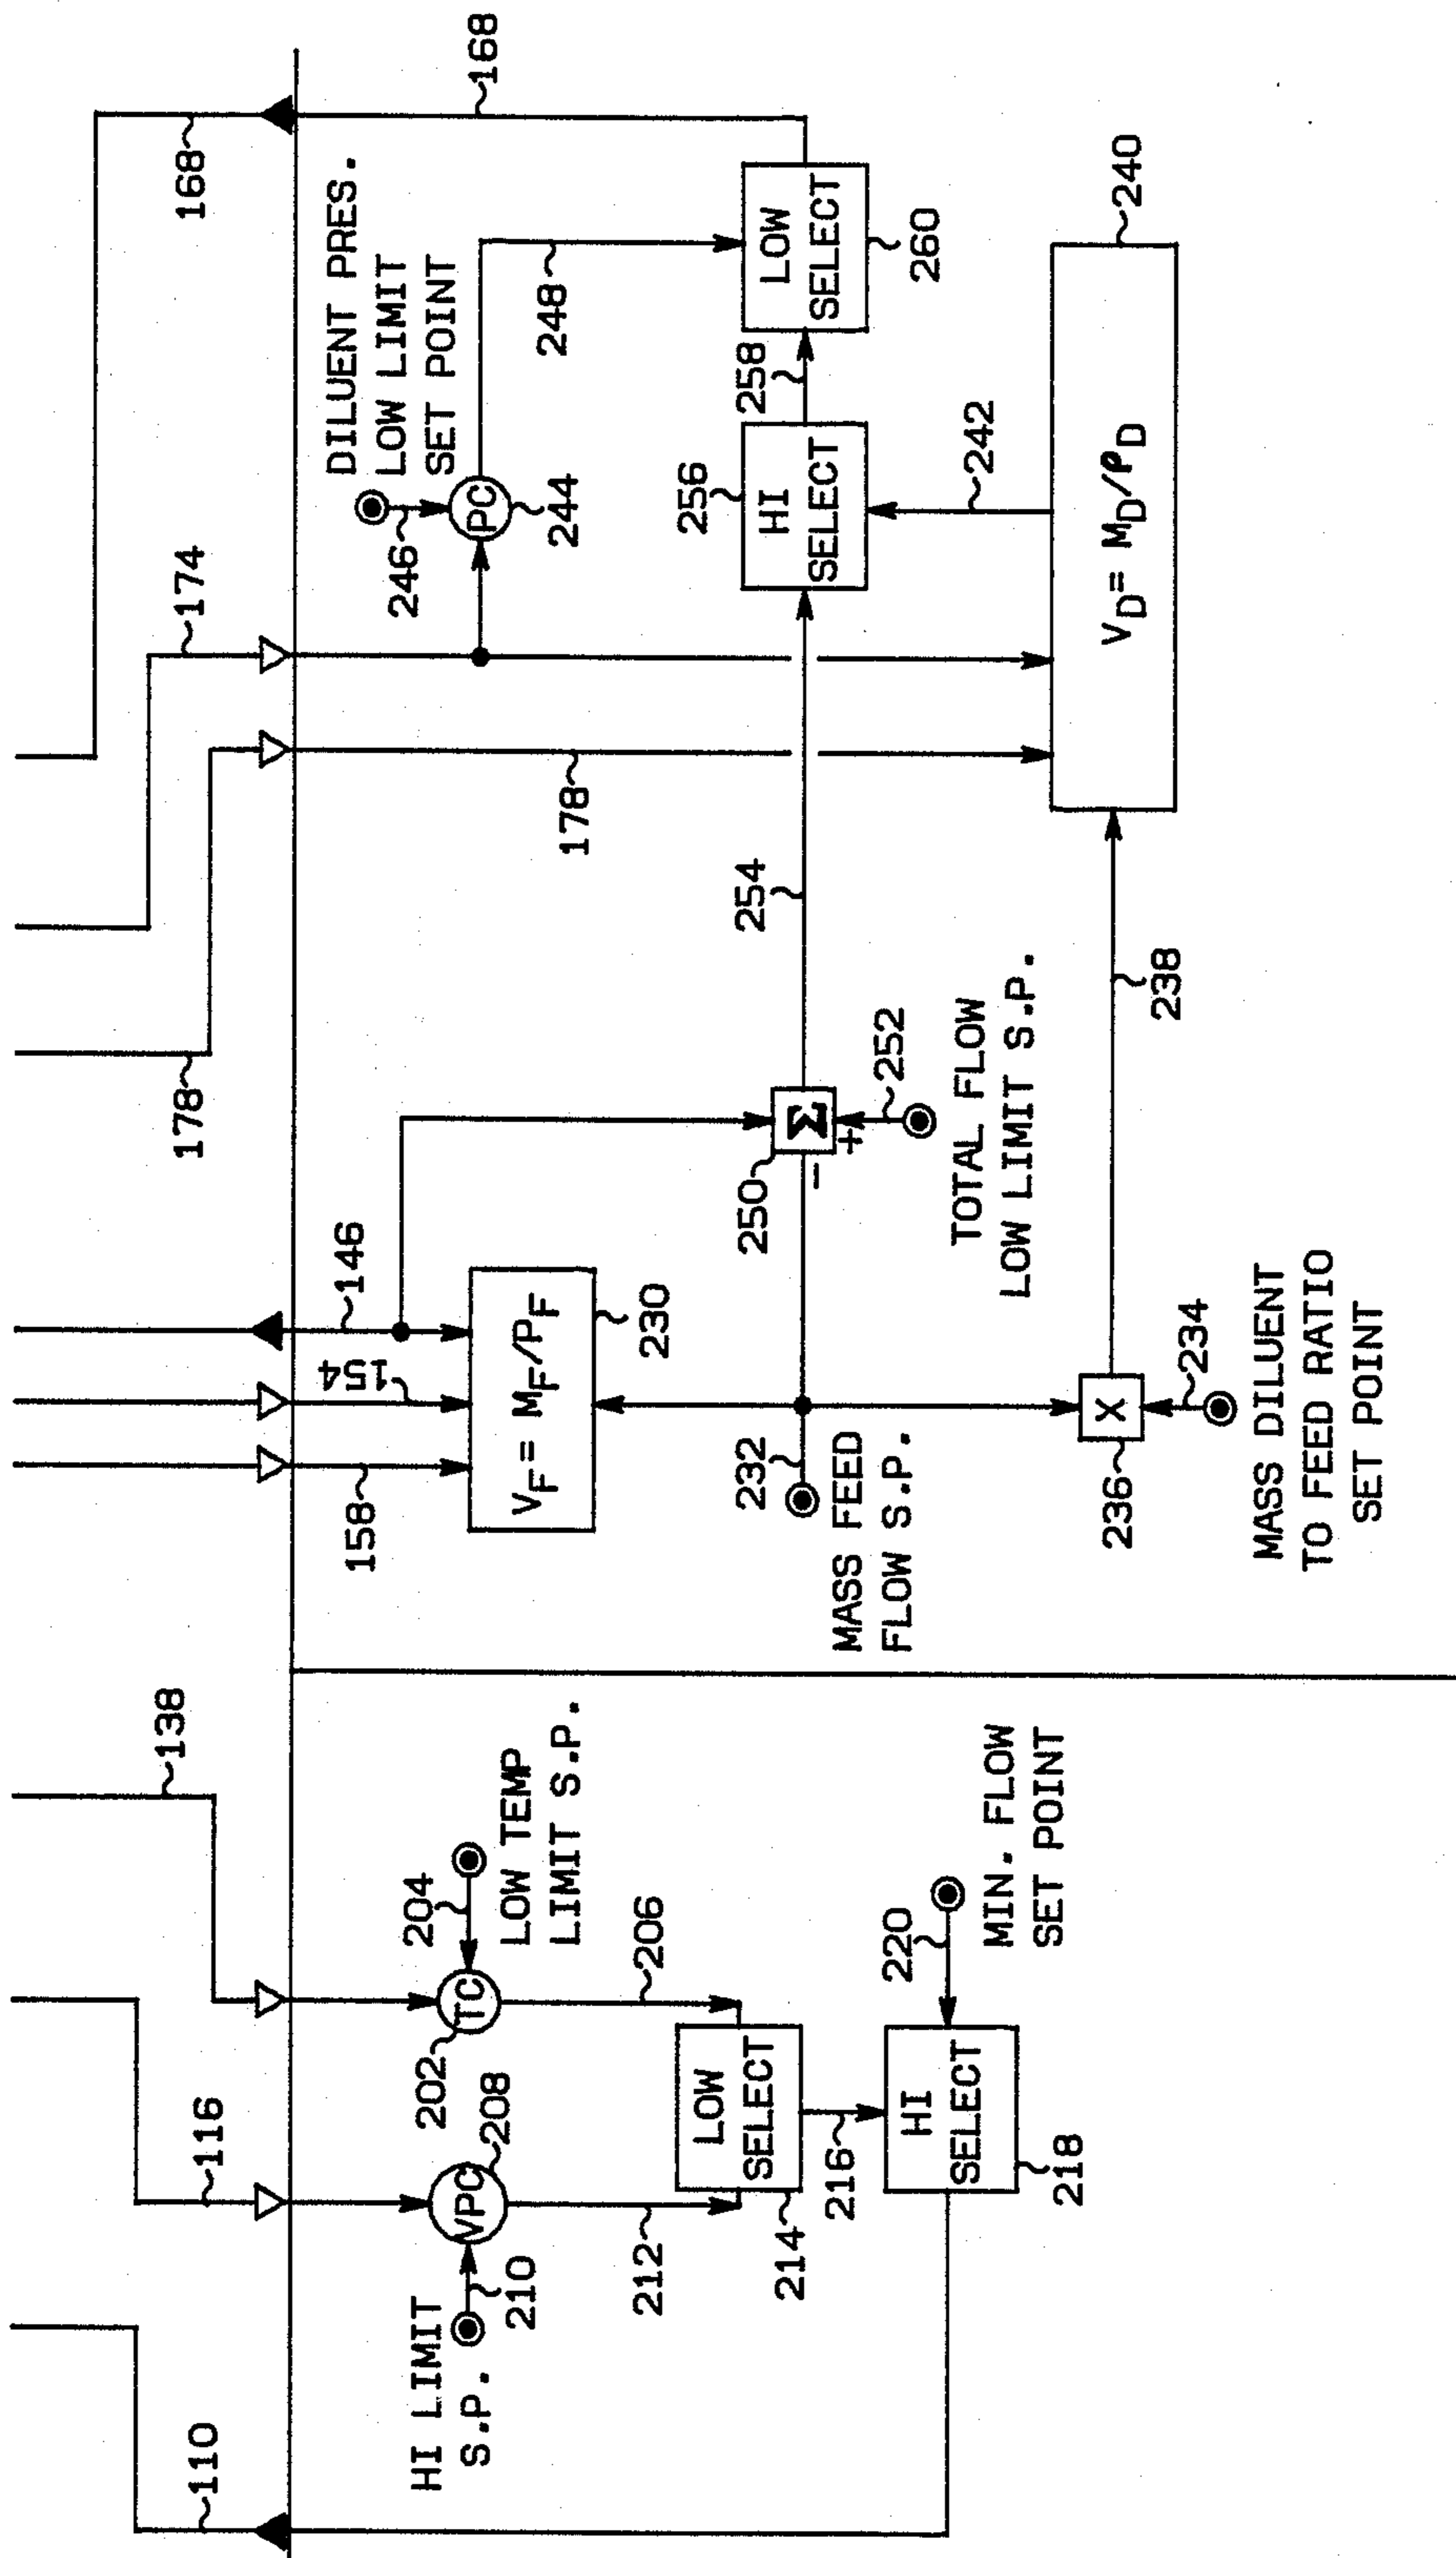 110
116
138
158
154
146
178
174
168
HI LIMIT
S.P.
210
VPC
208
202
TC
204
LOW TEMP
LIMIT S.P.
212
206
214
LOW
SELECT
216
HI
SELECT
218
220
MIN. FLOW
SET POINT
V_F = M_F/P_F
230
232
MASS FEED
FLOW S.P.
236
X
234
MASS DILUENT
TO FEED RATIO
SET POINT
250
Σ
-
+
252
TOTAL FLOW
LOW LIMIT S.P.
254
238
178
246
PC
244
DILUENT PRES.
LOW LIMIT
SET POINT
248
256
HI
SELECT
258
LOW
SELECT
260
168
242
V_D = M_D/ρ_D
240